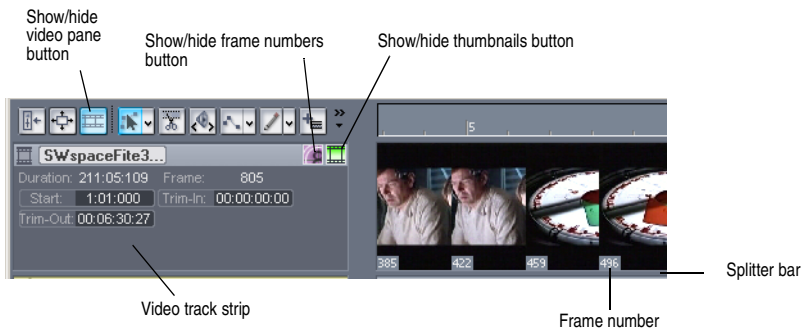 Show/hide
video pane
button
Show/hide frame numbers
button
Show/hide thumbnails button
5
SWspaceFite3...
Duration: 211:05:109 Frame: 805
Start: 1:01:000 Trim-In: 00:00:00:00
Trim-Out: 00:06:30:27
385 422 459 496
Splitter bar
Video track strip
Frame number